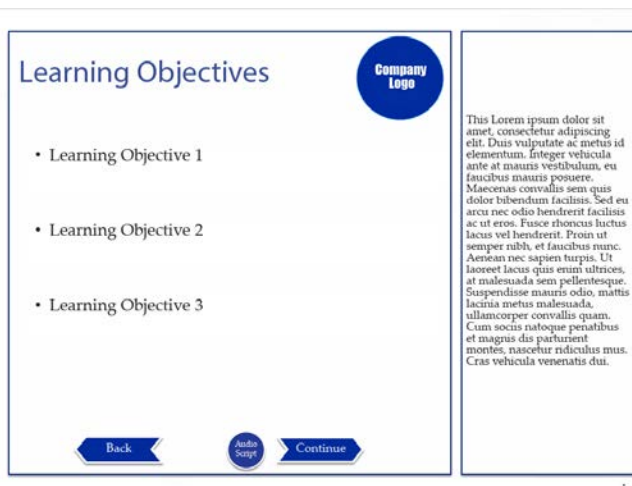 Learning Objectives
Company
Logo
• Learning Objective 1
• Learning Objective 2
• Learning Objective 3
Back
Audio
Script
Continue
This Lorem ipsum dolor sit
amet, consectetur adipiscing
elit. Duis vulputate ac metus id
elementum. Integer vehicula
ante at mauris vestibulum, eu
faucibus mauris posuere.
Maecenas convallis sem quis
dolor bibendum facilisis. Sed eu
arcu nec odio hendrerit facilisis
ac ut eros. Fusce rhoncus luctus
lacus vel hendrerit. Proin ut
semper nibh, et faucibus nunc.
Aenean nec sapien turpis. Ut
laoreet lacus quis enim ultrices,
at malesuada sem pellentesque.
Suspendisse mauris odio, mattis
lacinia metus malesuada,
ullamcorper convallis quam.
Cum sociis natoque penatibus
et magnis dis parturient
montes, nascetur ridiculus mus.
Cras vehicula venenatis dui.